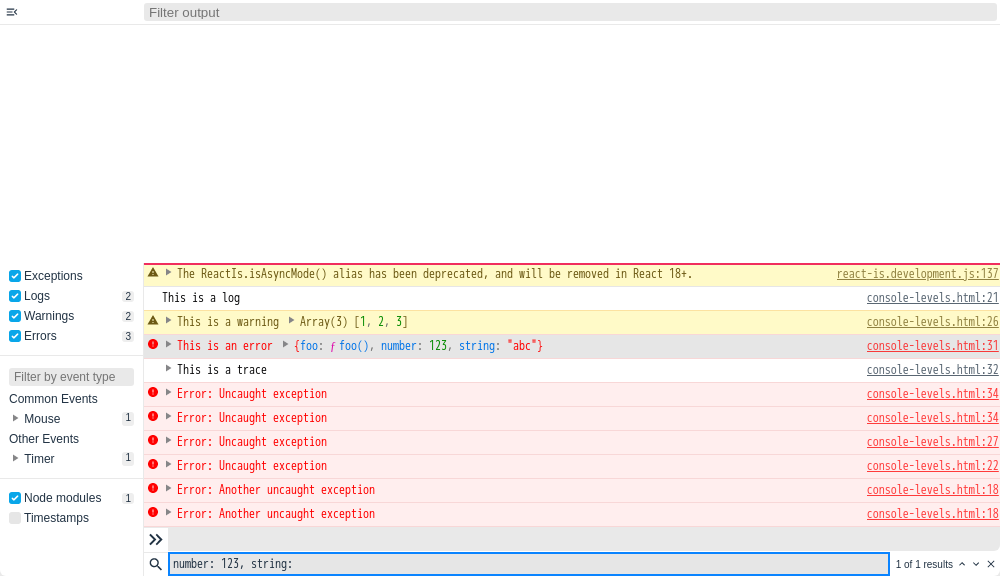 Filter output
Exceptions
Logs 2
Warnings 2
Errors 3
Filter by event type
Common Events
Mouse 1
Other Events
Timer 1
Node modules 1
Timestamps
The ReactIs.isAsyncMode() alias has been deprecated, and will be removed in React 18+. react-is.development.js:137
This is a log console-levels.html:21
This is a warning Array(3) [1, 2, 3] console-levels.html:26
This is an error {foo: ƒ foo(), number: 123, string: "abc"} console-levels.html:31
This is a trace console-levels.html:32
Error: Uncaught exception console-levels.html:34
Error: Uncaught exception console-levels.html:34
Error: Uncaught exception console-levels.html:27
Error: Uncaught exception console-levels.html:22
Error: Another uncaught exception console-levels.html:18
Error: Another uncaught exception console-levels.html:18
number: 123, string: 1 of 1 results